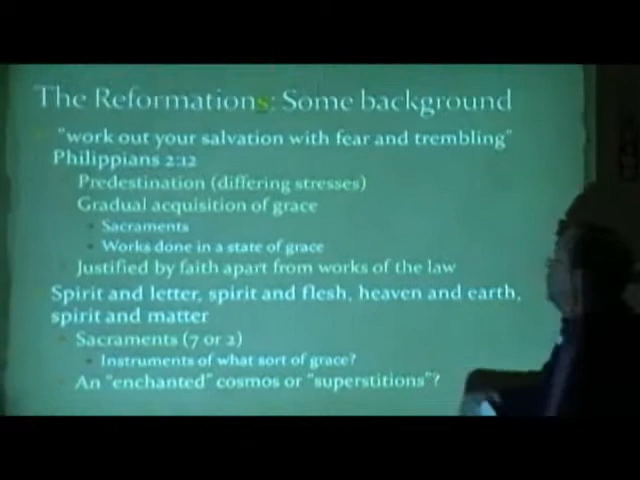 The Reformations: Some background
"work out your salvation with fear and trembling"
Philippians 2:12
Predestination (differing stresses)
Gradual acquisition of grace
Sacraments
Works done in a state of grace
Justified by faith apart from works of the law
Spirit and letter, spirit and flesh, heaven and earth,
spirit and matter
Sacraments (7 or 2)
Instruments of what sort of grace?
An "enchanted" cosmos or "superstitions"?